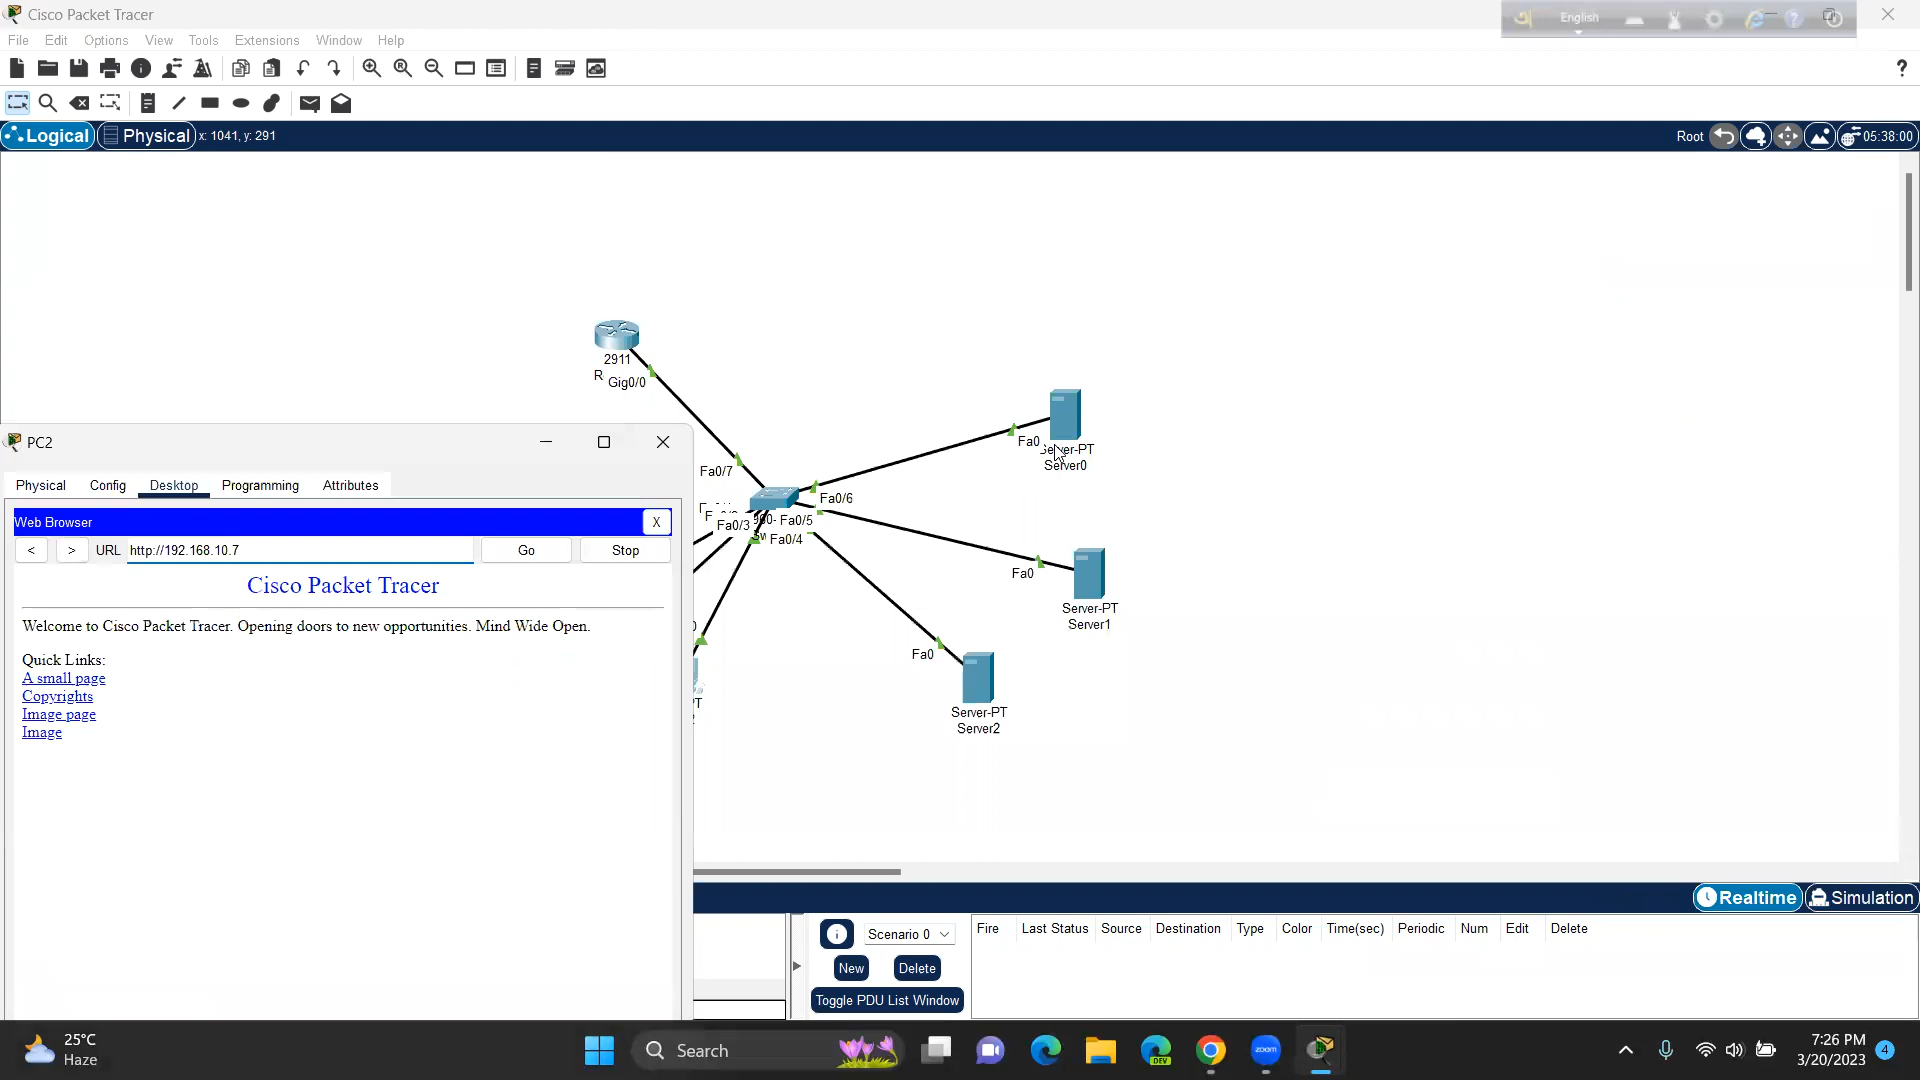 Cisco Packet Tracer
English
File Edit Options View Tools Extensions Window Help
?
Logical Physical x: 1041, y: 291
Root 05:38:00
2911
R Gig0/0
Fa0/7
Fa0
Server-PT
Server0
Fa0/6
Fa0/3
Fa0/5
Fa0/4
Fa0
Server-PT
Server1
Fa0
Server-PT
Server2
PC2
Physical Config Desktop Programming Attributes
Web Browser X
< > URL http://192.168.10.7 Go Stop
Cisco Packet Tracer
Welcome to Cisco Packet Tracer. Opening doors to new opportunities. Mind Wide Open.
Quick Links:
A small page
Copyrights
Image page
Image
Realtime Simulation
Scenario 0
New Delete
Toggle PDU List Window
Fire Last Status Source Destination Type Color Time(sec) Periodic Num Edit Delete
25°C
Haze
Search
DEV
zoom
7:26 PM
3/20/2023
4